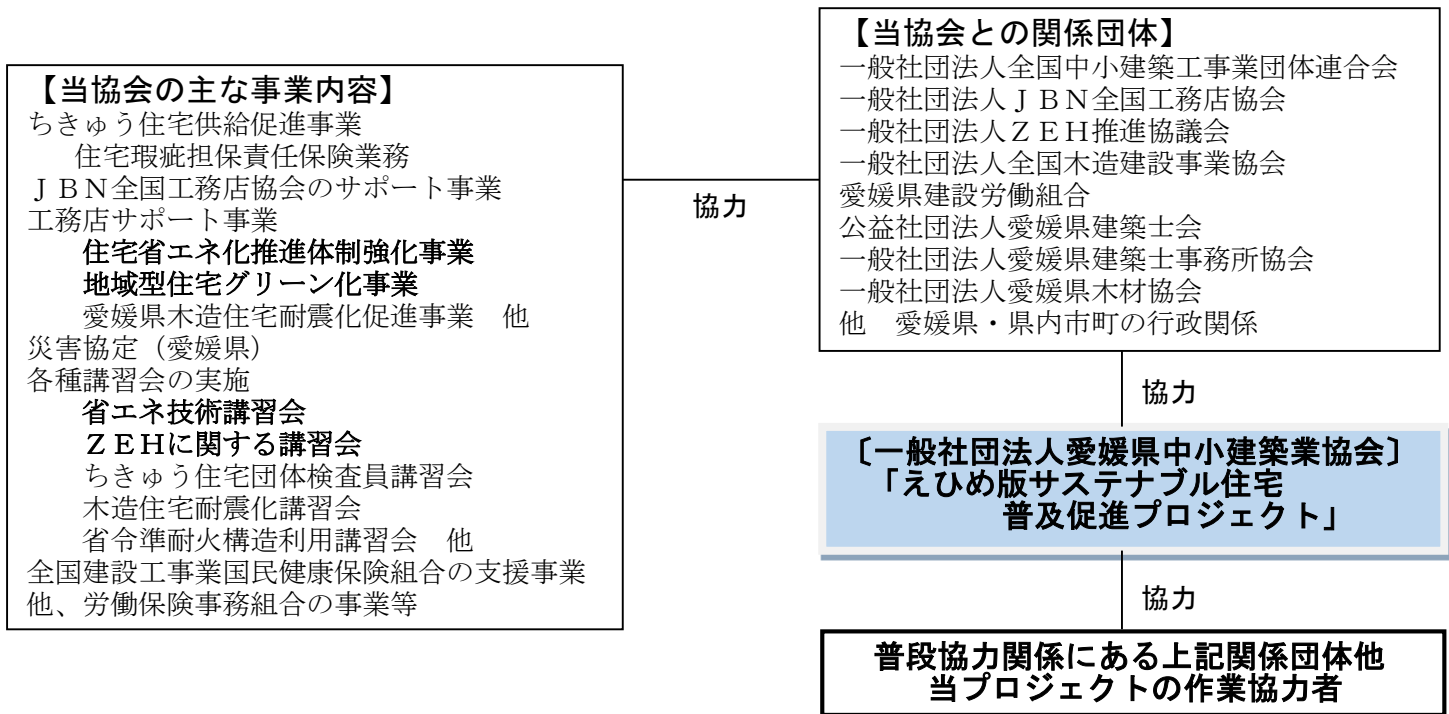 【当協会の主な事業内容】
ちきゅう住宅供給促進事業
住宅瑕疵担保責任保険業務
ＪＢＮ全国工務店協会のサポート事業
工務店サポート事業
住宅省エネ化推進体制強化事業
地域型住宅グリーン化事業
愛媛県木造住宅耐震化促進事業　他
災害協定（愛媛県）
各種講習会の実施
省エネ技術講習会
ＺＥＨに関する講習会
ちきゅう住宅団体検査員講習会
木造住宅耐震化講習会
省令準耐火構造利用講習会　他
全国建設工事業国民健康保険組合の支援事業
他、労働保険事務組合の事業等
協力
【当協会との関係団体】
一般社団法人全国中小建築工事業団体連合会
一般社団法人ＪＢＮ全国工務店協会
一般社団法人ＺＥＨ推進協議会
一般社団法人全国木造建設事業協会
愛媛県建設労働組合
公益社団法人愛媛県建築士会
一般社団法人愛媛県建築士事務所協会
一般社団法人愛媛県木材協会
他　愛媛県・県内市町の行政関係
協力
〔一般社団法人愛媛県中小建築業協会〕
「えひめ版サステナブル住宅
普及促進プロジェクト」
協力
普段協力関係にある上記関係団体他
当プロジェクトの作業協力者